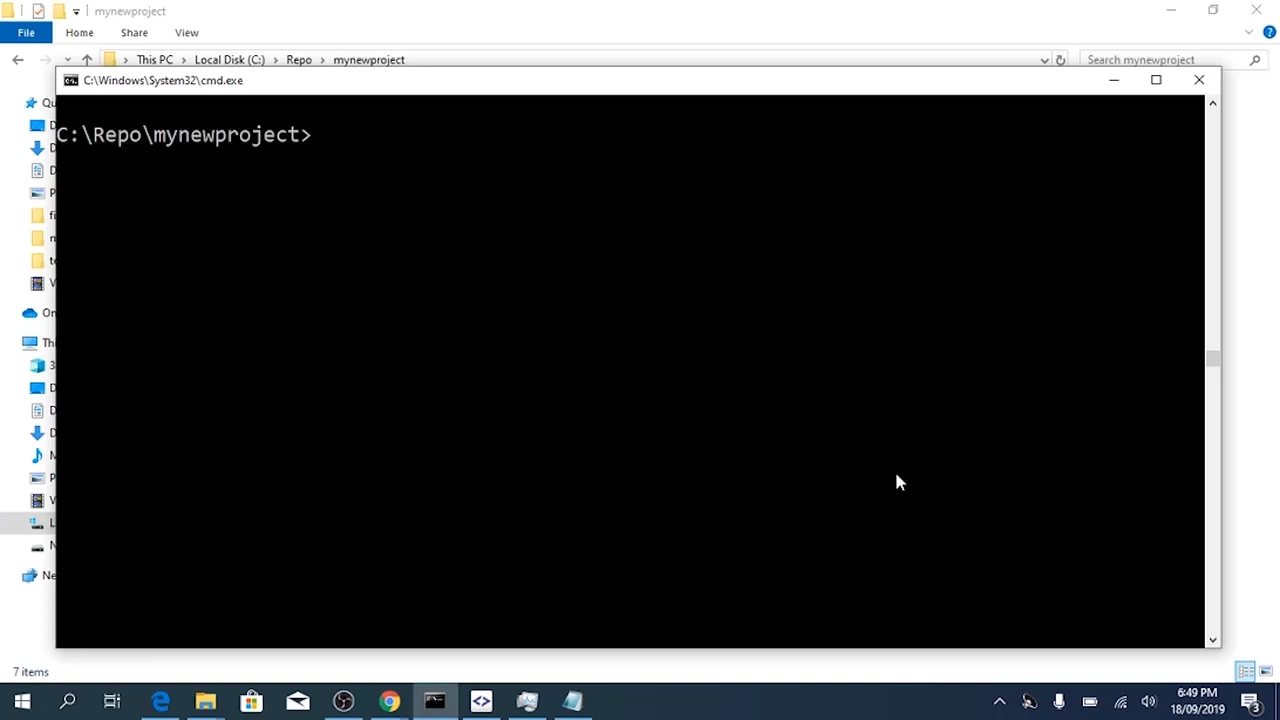 mynewproject
File Home Share View
This PC > Local Disk (C:) > Repo > mynewproject
Search mynewproject
C:\Windows\System32\cmd.exe
C:\Repo\mynewproject>
7 items
6:49 PM
18/09/2019
3